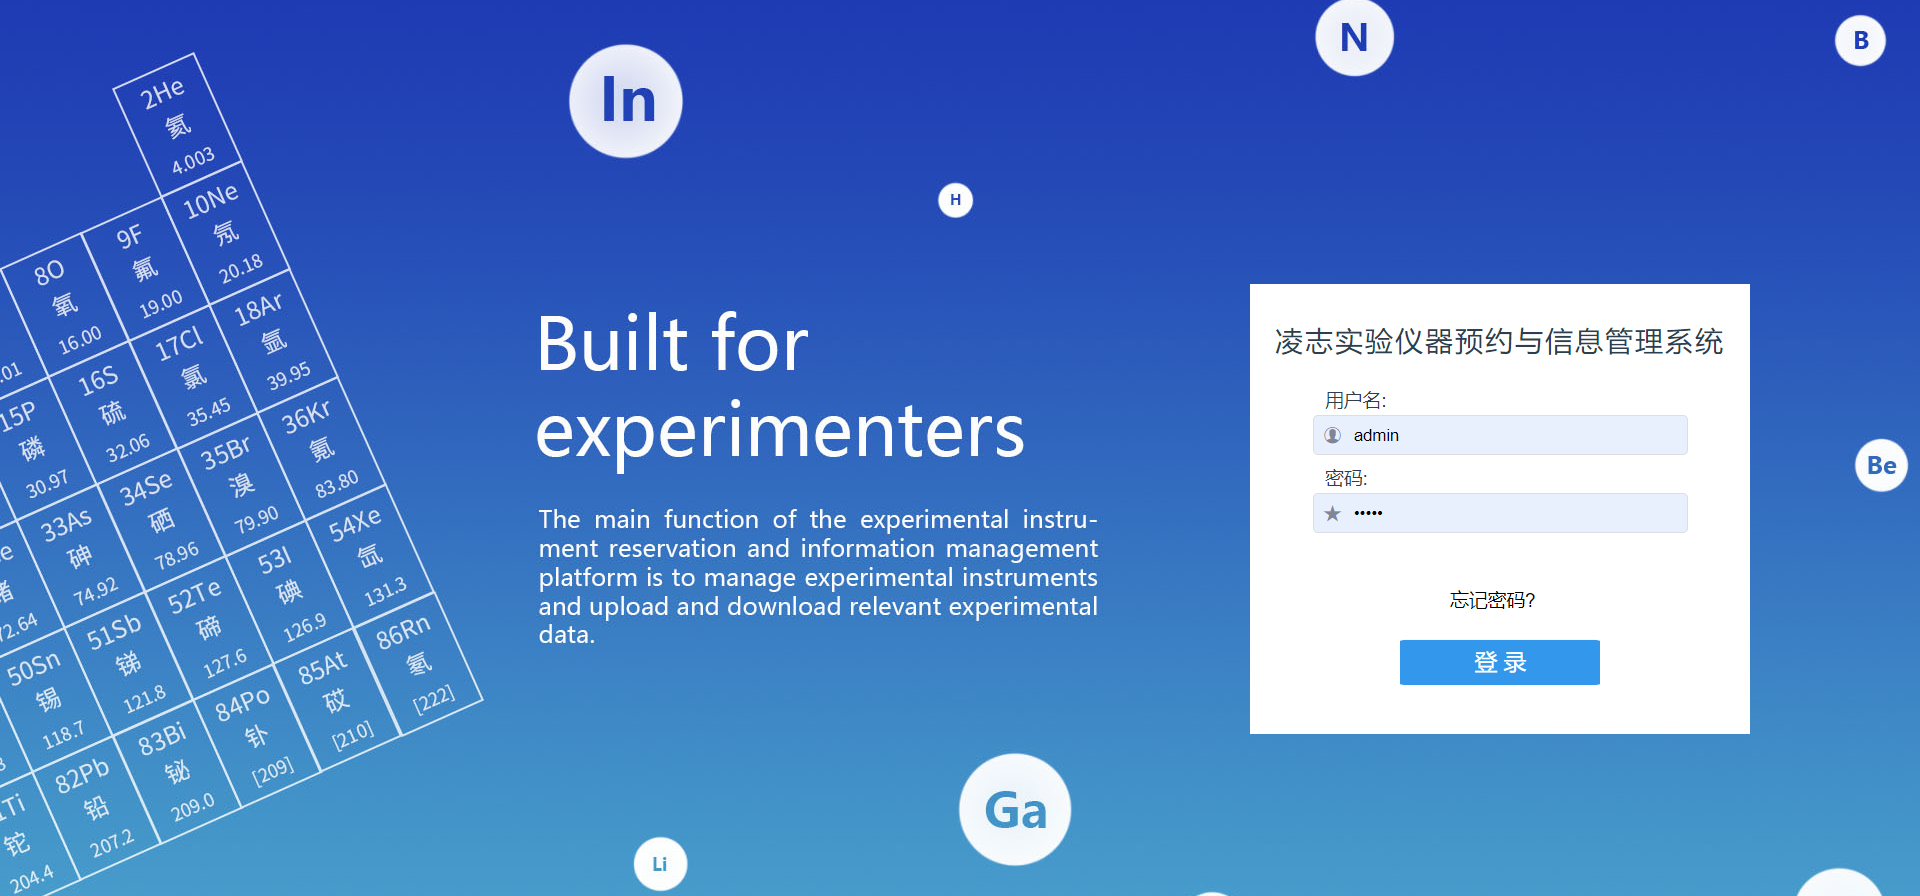 2He
氦
4.003
8O
氧
16.00
9F
氟
19.00
10Ne
氖
20.18
.01
15P
磷
30.97
16S
硫
32.06
17Cl
氯
35.45
18Ar
氩
39.95
33As
砷
74.92
34Se
硒
78.96
35Br
溴
79.90
36Kr
氪
83.80
72.64
50Sn
锡
118.7
51Sb
锑
121.8
52Te
碲
127.6
53I
碘
126.9
54Xe
氙
131.3
Ti
铊
204.4
82Pb
铅
207.2
83Bi
铋
209.0
84Po
钋
[209]
85At
砹
[210]
86Rn
氡
[222]
In
H
N
B
Be
Ga
Li
Built for
experimenters
The main function of the experimental instru-
ment reservation and information management
platform is to manage experimental instruments
and upload and download relevant experimental
data.
凌志实验仪器预约与信息管理系统
用户名:
admin
密码:
•••••
忘记密码?
登录